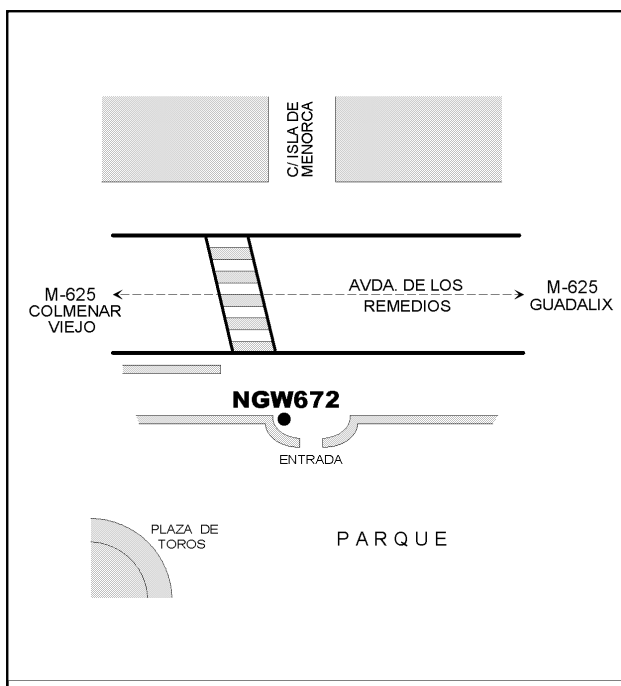 C/ ISLA DE
MENORCA
M-625
COLMENAR
VIEJO
AVDA. DE LOS
REMEDIOS
M-625
GUADALIX
NGW672
ENTRADA
PLAZA DE
TOROS
PARQUE